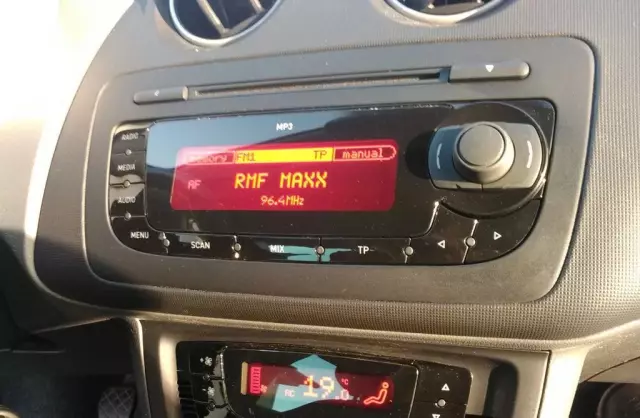 MP3
RADIO
memory FM1 TP manual
MEDIA
AF RMF MAXX
96.4MHz
AUDIO
MENU SCAN MIX TP
19.0 °C